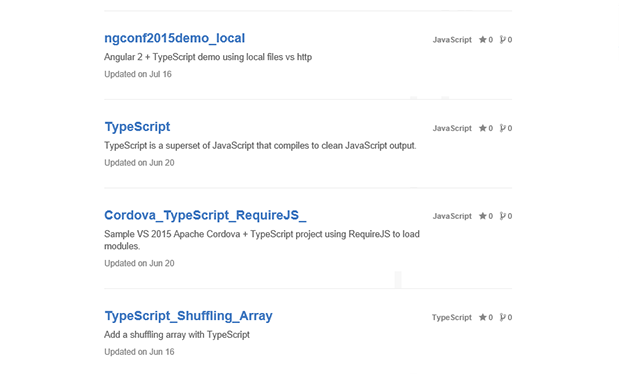 ngconf2015demo_local
JavaScript 0 0
Angular 2 + TypeScript demo using local files vs http
Updated on Jul 16
TypeScript
JavaScript 0 0
TypeScript is a superset of JavaScript that compiles to clean JavaScript output.
Updated on Jun 20
Cordova_TypeScript_RequireJS_
JavaScript 0 0
Sample VS 2015 Apache Cordova + TypeScript project using RequireJS to load
modules.
Updated on Jun 20
TypeScript_Shuffling_Array
TypeScript 0 0
Add a shuffling array with TypeScript
Updated on Jun 16